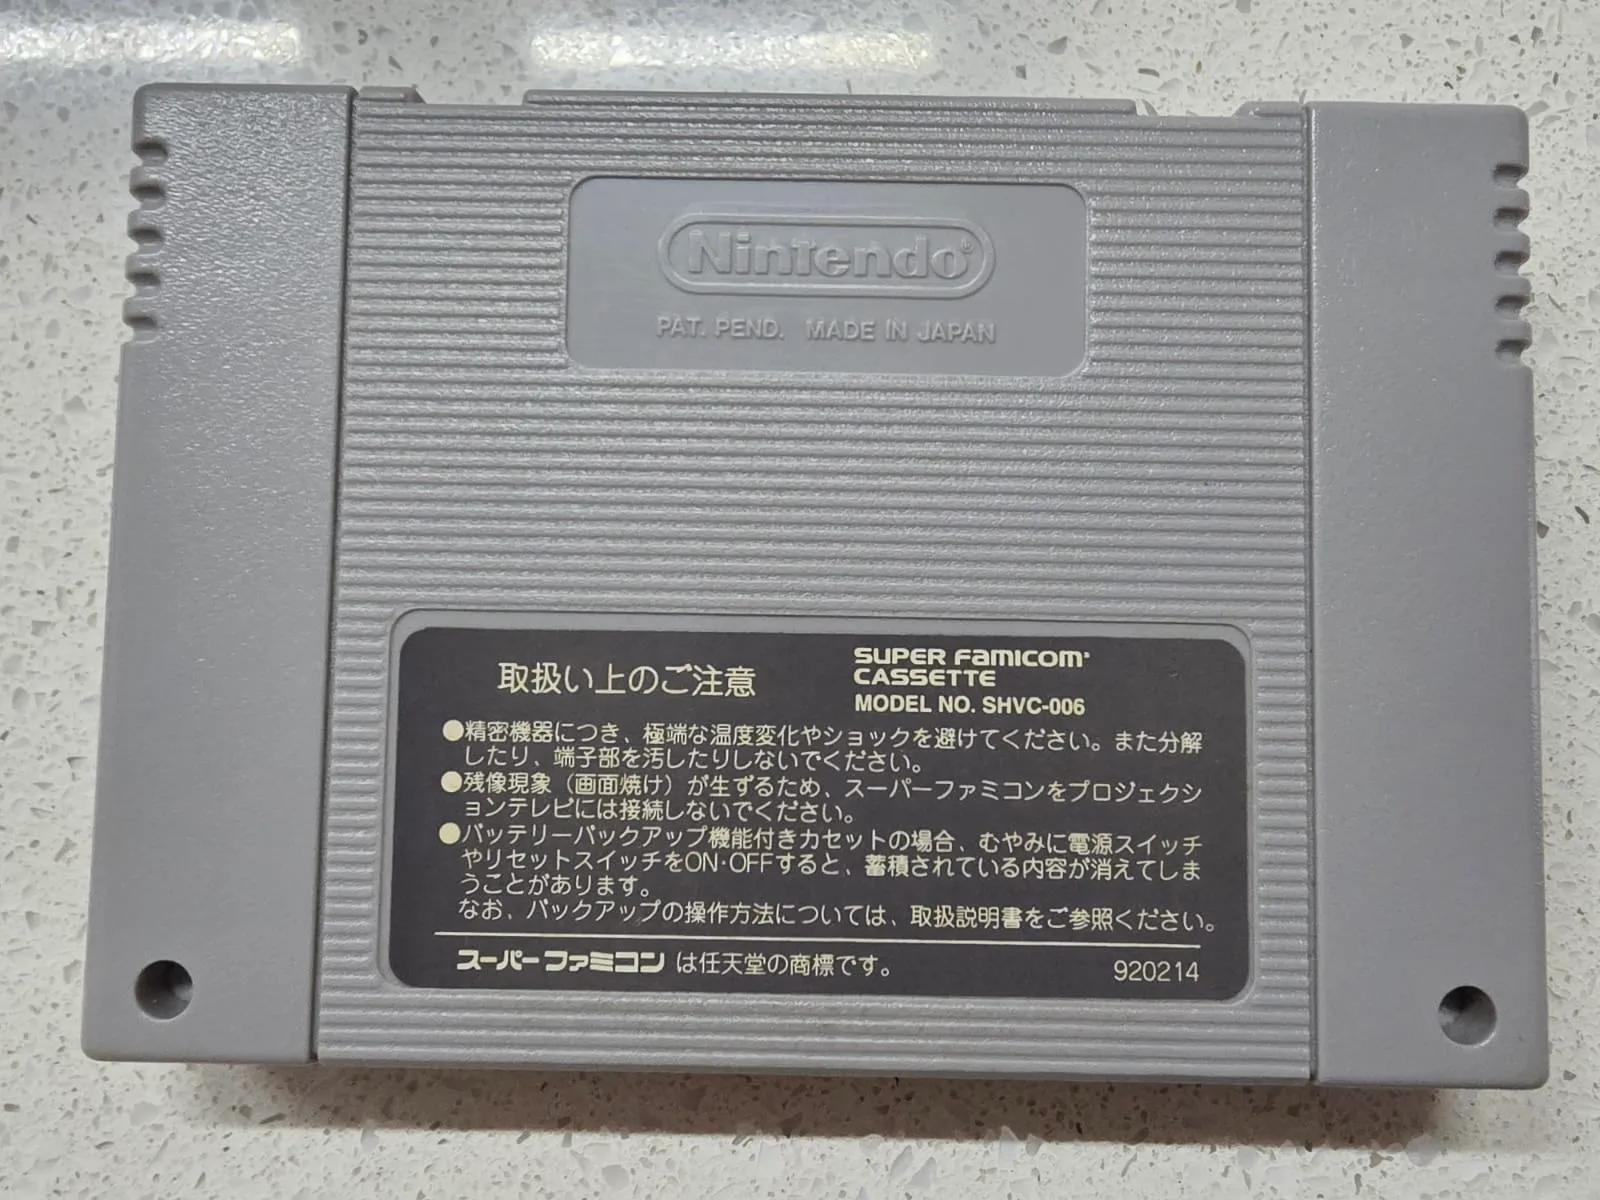 Nintendo®
PAT. PEND. MADE IN JAPAN
取扱い上のご注意
SUPER FAMICOM
CASSETTE
MODEL NO. SHVC-006
●精密機器につき、極端な温度変化やショックを避けてください。また分解
したり、端子部を汚したりしないでください。
●残像現象（画面焼け）が生ずるため、スーパーファミコンをプロジェクシ
ョンテレビには接続しないでください。
●バッテリーバックアップ機能付きカセットの場合、むやみに電源スイッチ
やリセットスイッチをON･OFFすると、蓄積されている内容が消えてしま
うことがあります。
なお、バックアップの操作方法については、取扱説明書をご参照ください。
スーパーファミコン は任天堂の商標です。
920214